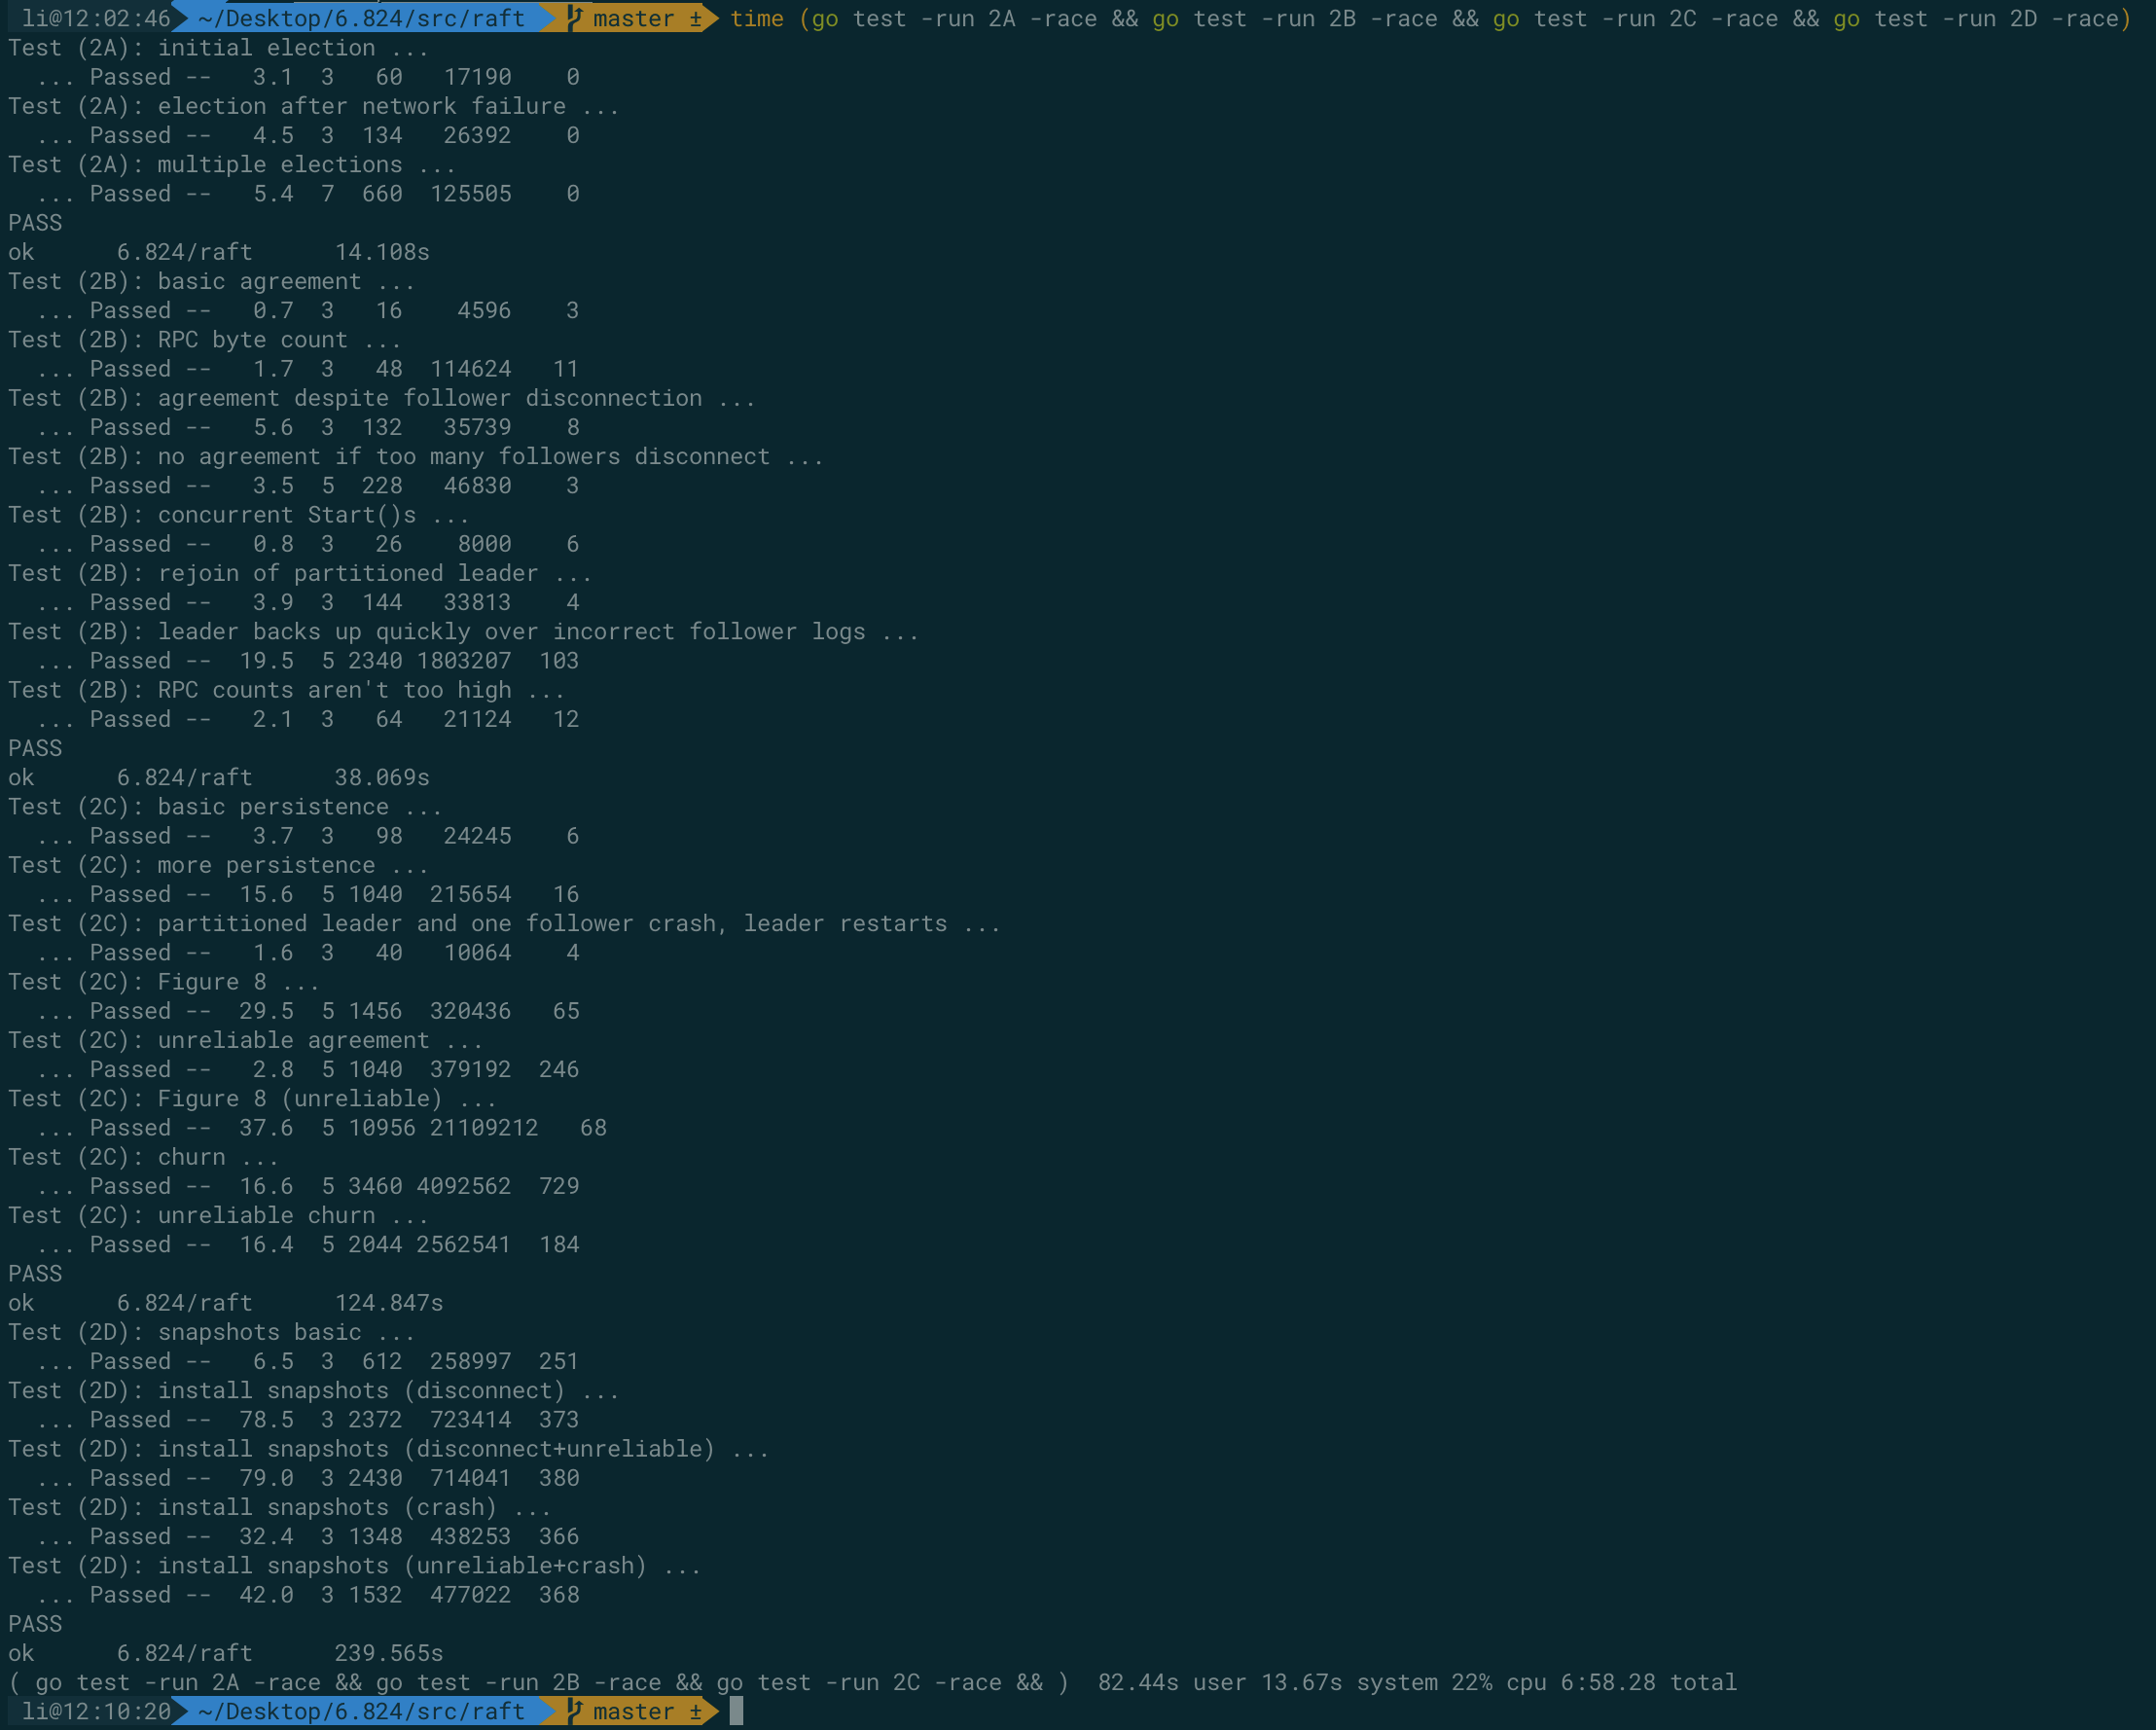 li@12:02:46 ~/Desktop/6.824/src/raft master ± time (go test -run 2A -race && go test -run 2B -race && go test -run 2C -race && go test -run 2D -race)
Test (2A): initial election ...
  ... Passed --   3.1  3   60   17190    0
Test (2A): election after network failure ...
  ... Passed --   4.5  3  134   26392    0
Test (2A): multiple elections ...
  ... Passed --   5.4  7  660  125505    0
PASS
ok      6.824/raft      14.108s
Test (2B): basic agreement ...
  ... Passed --   0.7  3   16    4596    3
Test (2B): RPC byte count ...
  ... Passed --   1.7  3   48  114624   11
Test (2B): agreement despite follower disconnection ...
  ... Passed --   5.6  3  132   35739    8
Test (2B): no agreement if too many followers disconnect ...
  ... Passed --   3.5  5  228   46830    3
Test (2B): concurrent Start()s ...
  ... Passed --   0.8  3   26    8000    6
Test (2B): rejoin of partitioned leader ...
  ... Passed --   3.9  3  144   33813    4
Test (2B): leader backs up quickly over incorrect follower logs ...
  ... Passed --  19.5  5 2340 1803207  103
Test (2B): RPC counts aren't too high ...
  ... Passed --   2.1  3   64   21124   12
PASS
ok      6.824/raft      38.069s
Test (2C): basic persistence ...
  ... Passed --   3.7  3   98   24245    6
Test (2C): more persistence ...
  ... Passed --  15.6  5 1040  215654   16
Test (2C): partitioned leader and one follower crash, leader restarts ...
  ... Passed --   1.6  3   40   10064    4
Test (2C): Figure 8 ...
  ... Passed --  29.5  5 1456  320436   65
Test (2C): unreliable agreement ...
  ... Passed --   2.8  5 1040  379192  246
Test (2C): Figure 8 (unreliable) ...
  ... Passed --  37.6  5 10956 21109212   68
Test (2C): churn ...
  ... Passed --  16.6  5 3460 4092562  729
Test (2C): unreliable churn ...
  ... Passed --  16.4  5 2044 2562541  184
PASS
ok      6.824/raft      124.847s
Test (2D): snapshots basic ...
  ... Passed --   6.5  3  612  258997  251
Test (2D): install snapshots (disconnect) ...
  ... Passed --  78.5  3 2372  723414  373
Test (2D): install snapshots (disconnect+unreliable) ...
  ... Passed --  79.0  3 2430  714041  380
Test (2D): install snapshots (crash) ...
  ... Passed --  32.4  3 1348  438253  366
Test (2D): install snapshots (unreliable+crash) ...
  ... Passed --  42.0  3 1532  477022  368
PASS
ok      6.824/raft      239.565s
( go test -run 2A -race && go test -run 2B -race && go test -run 2C -race && )  82.44s user 13.67s system 22% cpu 6:58.28 total
li@12:10:20 ~/Desktop/6.824/src/raft master ±